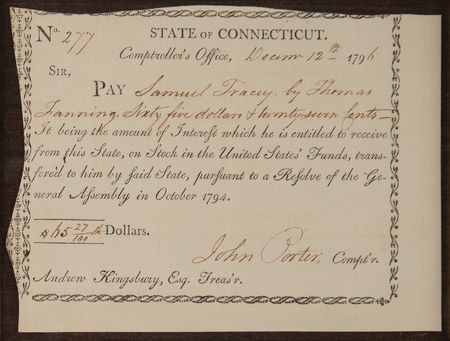 No. 277 STATE OF CONNECTICUT.
Comptroller's Office, Decemr 12th 1796
SIR,
PAY Samuel Tracey, by Thomas
Fanning, Sixty five dollars & twenty seven Cents—
It being the amount of Interest which he is entitled to receive
from this State, on Stock in the United States' Funds, trans-
fered to him by said State, pursuant to a Resolve of the Ge-
neral Assembly in October 1794.
$65 27/100 Dollars.
John Porter, Compt'r.
Andrew Kingsbury, Esq. Treas'r.